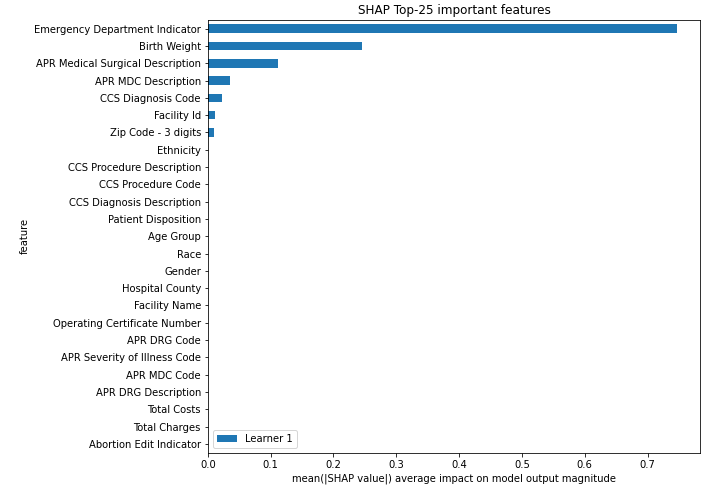 SHAP Top-25 important features
Emergency Department Indicator
Birth Weight
APR Medical Surgical Description
APR MDC Description
CCS Diagnosis Code
Facility Id
Zip Code - 3 digits
Ethnicity
CCS Procedure Description
CCS Procedure Code
CCS Diagnosis Description
Patient Disposition
Age Group
Race
Gender
Hospital County
Facility Name
Operating Certificate Number
APR DRG Code
APR Severity of Illness Code
APR MDC Code
APR DRG Description
Total Costs
Total Charges
Abortion Edit Indicator
feature
Learner 1
0.0 0.1 0.2 0.3 0.4 0.5 0.6 0.7
mean(|SHAP value|) average impact on model output magnitude